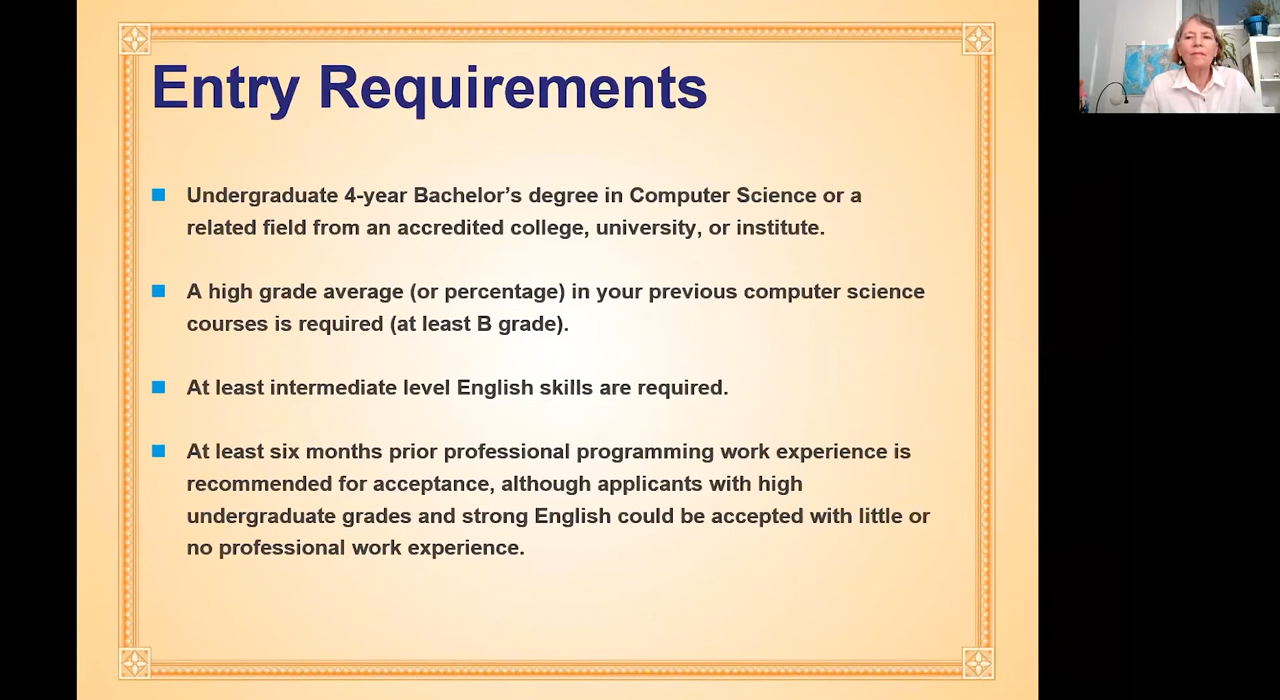 Entry Requirements
Undergraduate 4-year Bachelor’s degree in Computer Science or a
related field from an accredited college, university, or institute.
A high grade average (or percentage) in your previous computer science
courses is required (at least B grade).
At least intermediate level English skills are required.
At least six months prior professional programming work experience is
recommended for acceptance, although applicants with high
undergraduate grades and strong English could be accepted with little or
no professional work experience.